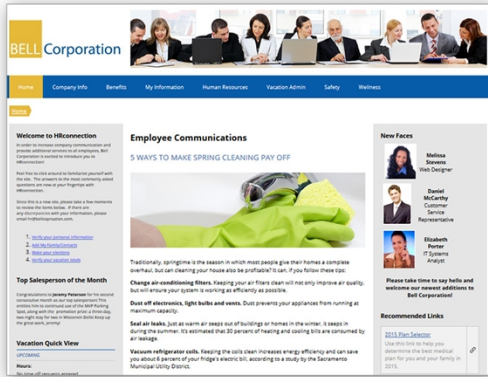 BELL Corporation
Home Company Info Benefits My Information Human Resources Vacation Admin Safety Wellness
Home
Welcome to HRconnection
In order to increase company communication and
provide additional services to all employees, Bell
Corporation is excited to introduce you to
HRconnection!
Feel free to click around to familiarize yourself with
the site. The answers to the most commonly asked
questions are now at your fingertips with
HRconnection.
Since this is a new site, please take a few moments
to review the items below. If there are
any discrepancies with your information, please
email
1. Verify your personal information
2. Add My Family/Contacts
3. Make your elections
4. Verify your vacation totals
Top Salesperson of the Month
Congratulations to Jeremy Peterson for the second
consecutive month as our top salesperson! This
entitles him to continued use of the MVP Parking
Spot, along with the promotion prize: a three-day,
two night stay for two in Wisconsin Dells! Keep up
the great work, Jeremy!
Vacation Quick View
UPCOMING
Hours:
Employee Communications
5 WAYS TO MAKE SPRING CLEANING PAY OFF
Traditionally, springtime is the season in which most people give their homes a complete
overhaul, but can cleaning your house also be profitable? It can, if you follow these tips:
Change air-conditioning filters. Keeping your air filters clean will not only improve air quality,
but will ensure your system is working as efficiently as possible.
Dust off electronics, light bulbs and vents. Dust prevents your appliances from running at
maximum capacity.
Seal air leaks. Just as warm air seeps out of buildings or homes in the winter, it seeps in
during the summer. It's estimated that 30 percent of heating and cooling bills are consumed by
air leakage.
Vacuum refrigerator coils. Keeping the coils clean increases energy efficiency and can save
you about 6 percent of your fridge's electric bill, according to the Sacramento
Municipal Utility District.
New Faces
Melissa
Stevens
Web Designer
Daniel
McCarthy
Customer
Service
Representative
Elizabeth
Porter
IT Systems
Analyst
Please take time to say hello and
welcome our newest additions to
Bell Corporation!
Recommended Links
2015 Plan Selector
Use this link to help you
determine the best medical
plan for you and your family in
2015.